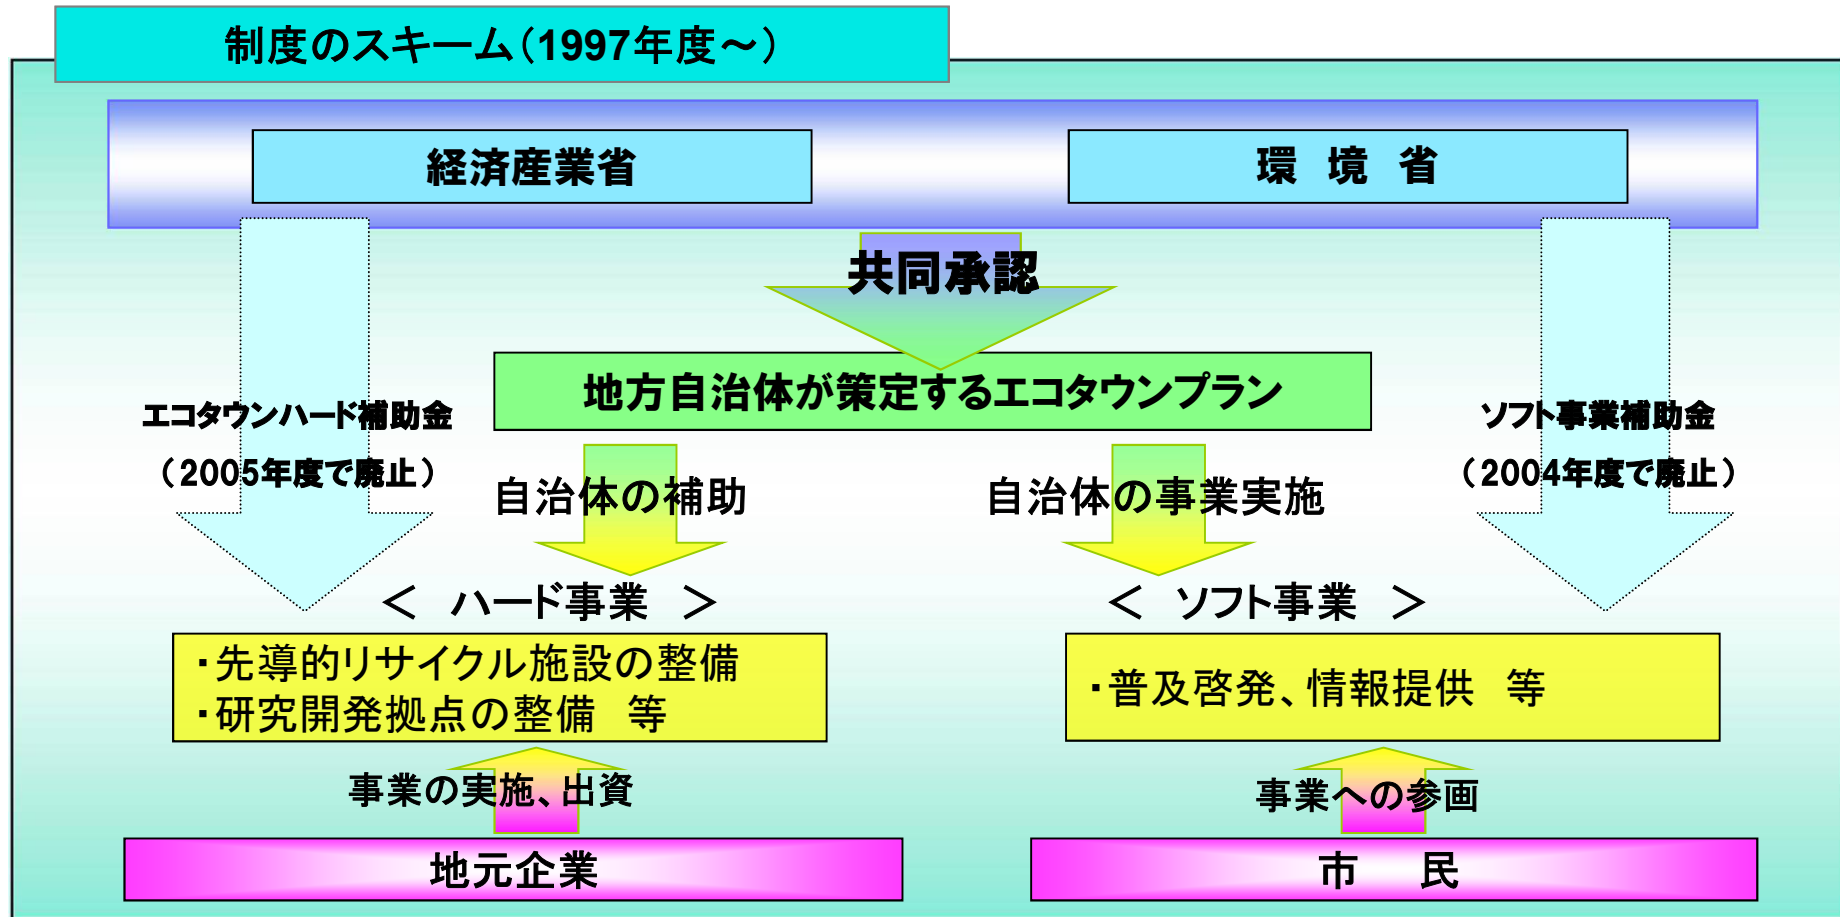 制度のスキーム(1997年度～)
経済産業省
環　境　省
共同承認
地方自治体が策定するエコタウンプラン
エコタウンハード補助金
（2005年度で廃止）
ソフト事業補助金
（2004年度で廃止）
自治体の補助
自治体の事業実施
＜　ハード事業　＞
＜　ソフト事業　＞
・先導的リサイクル施設の整備
・研究開発拠点の整備　等
・普及啓発、情報提供　等
事業の実施、出資
事業への参画
地元企業
市　民